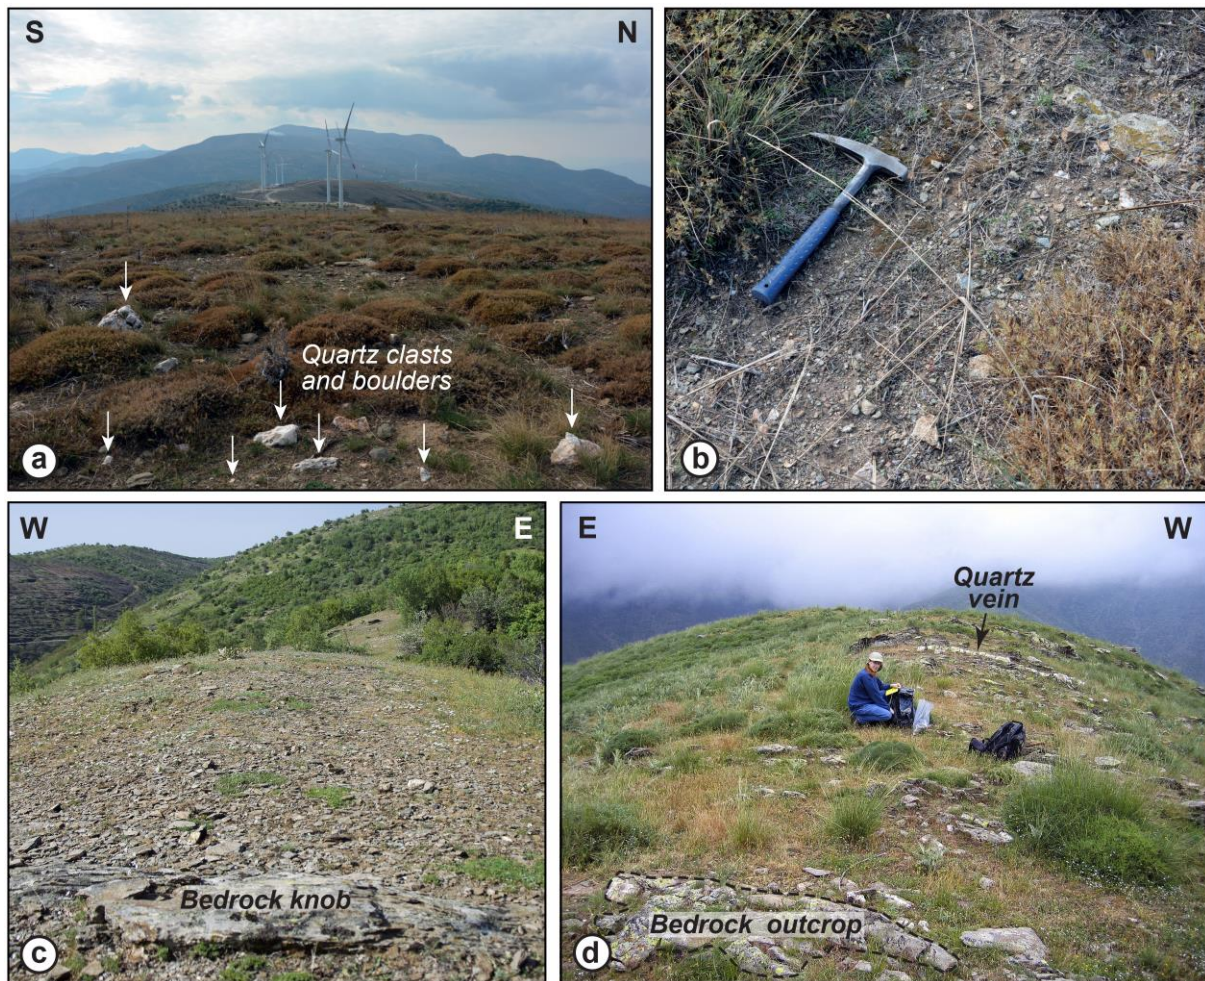 S
N
Quartz clasts
and boulders
a
b
W
E
Bedrock knob
c
E
W
Quartz
vein
Bedrock outcrop
d